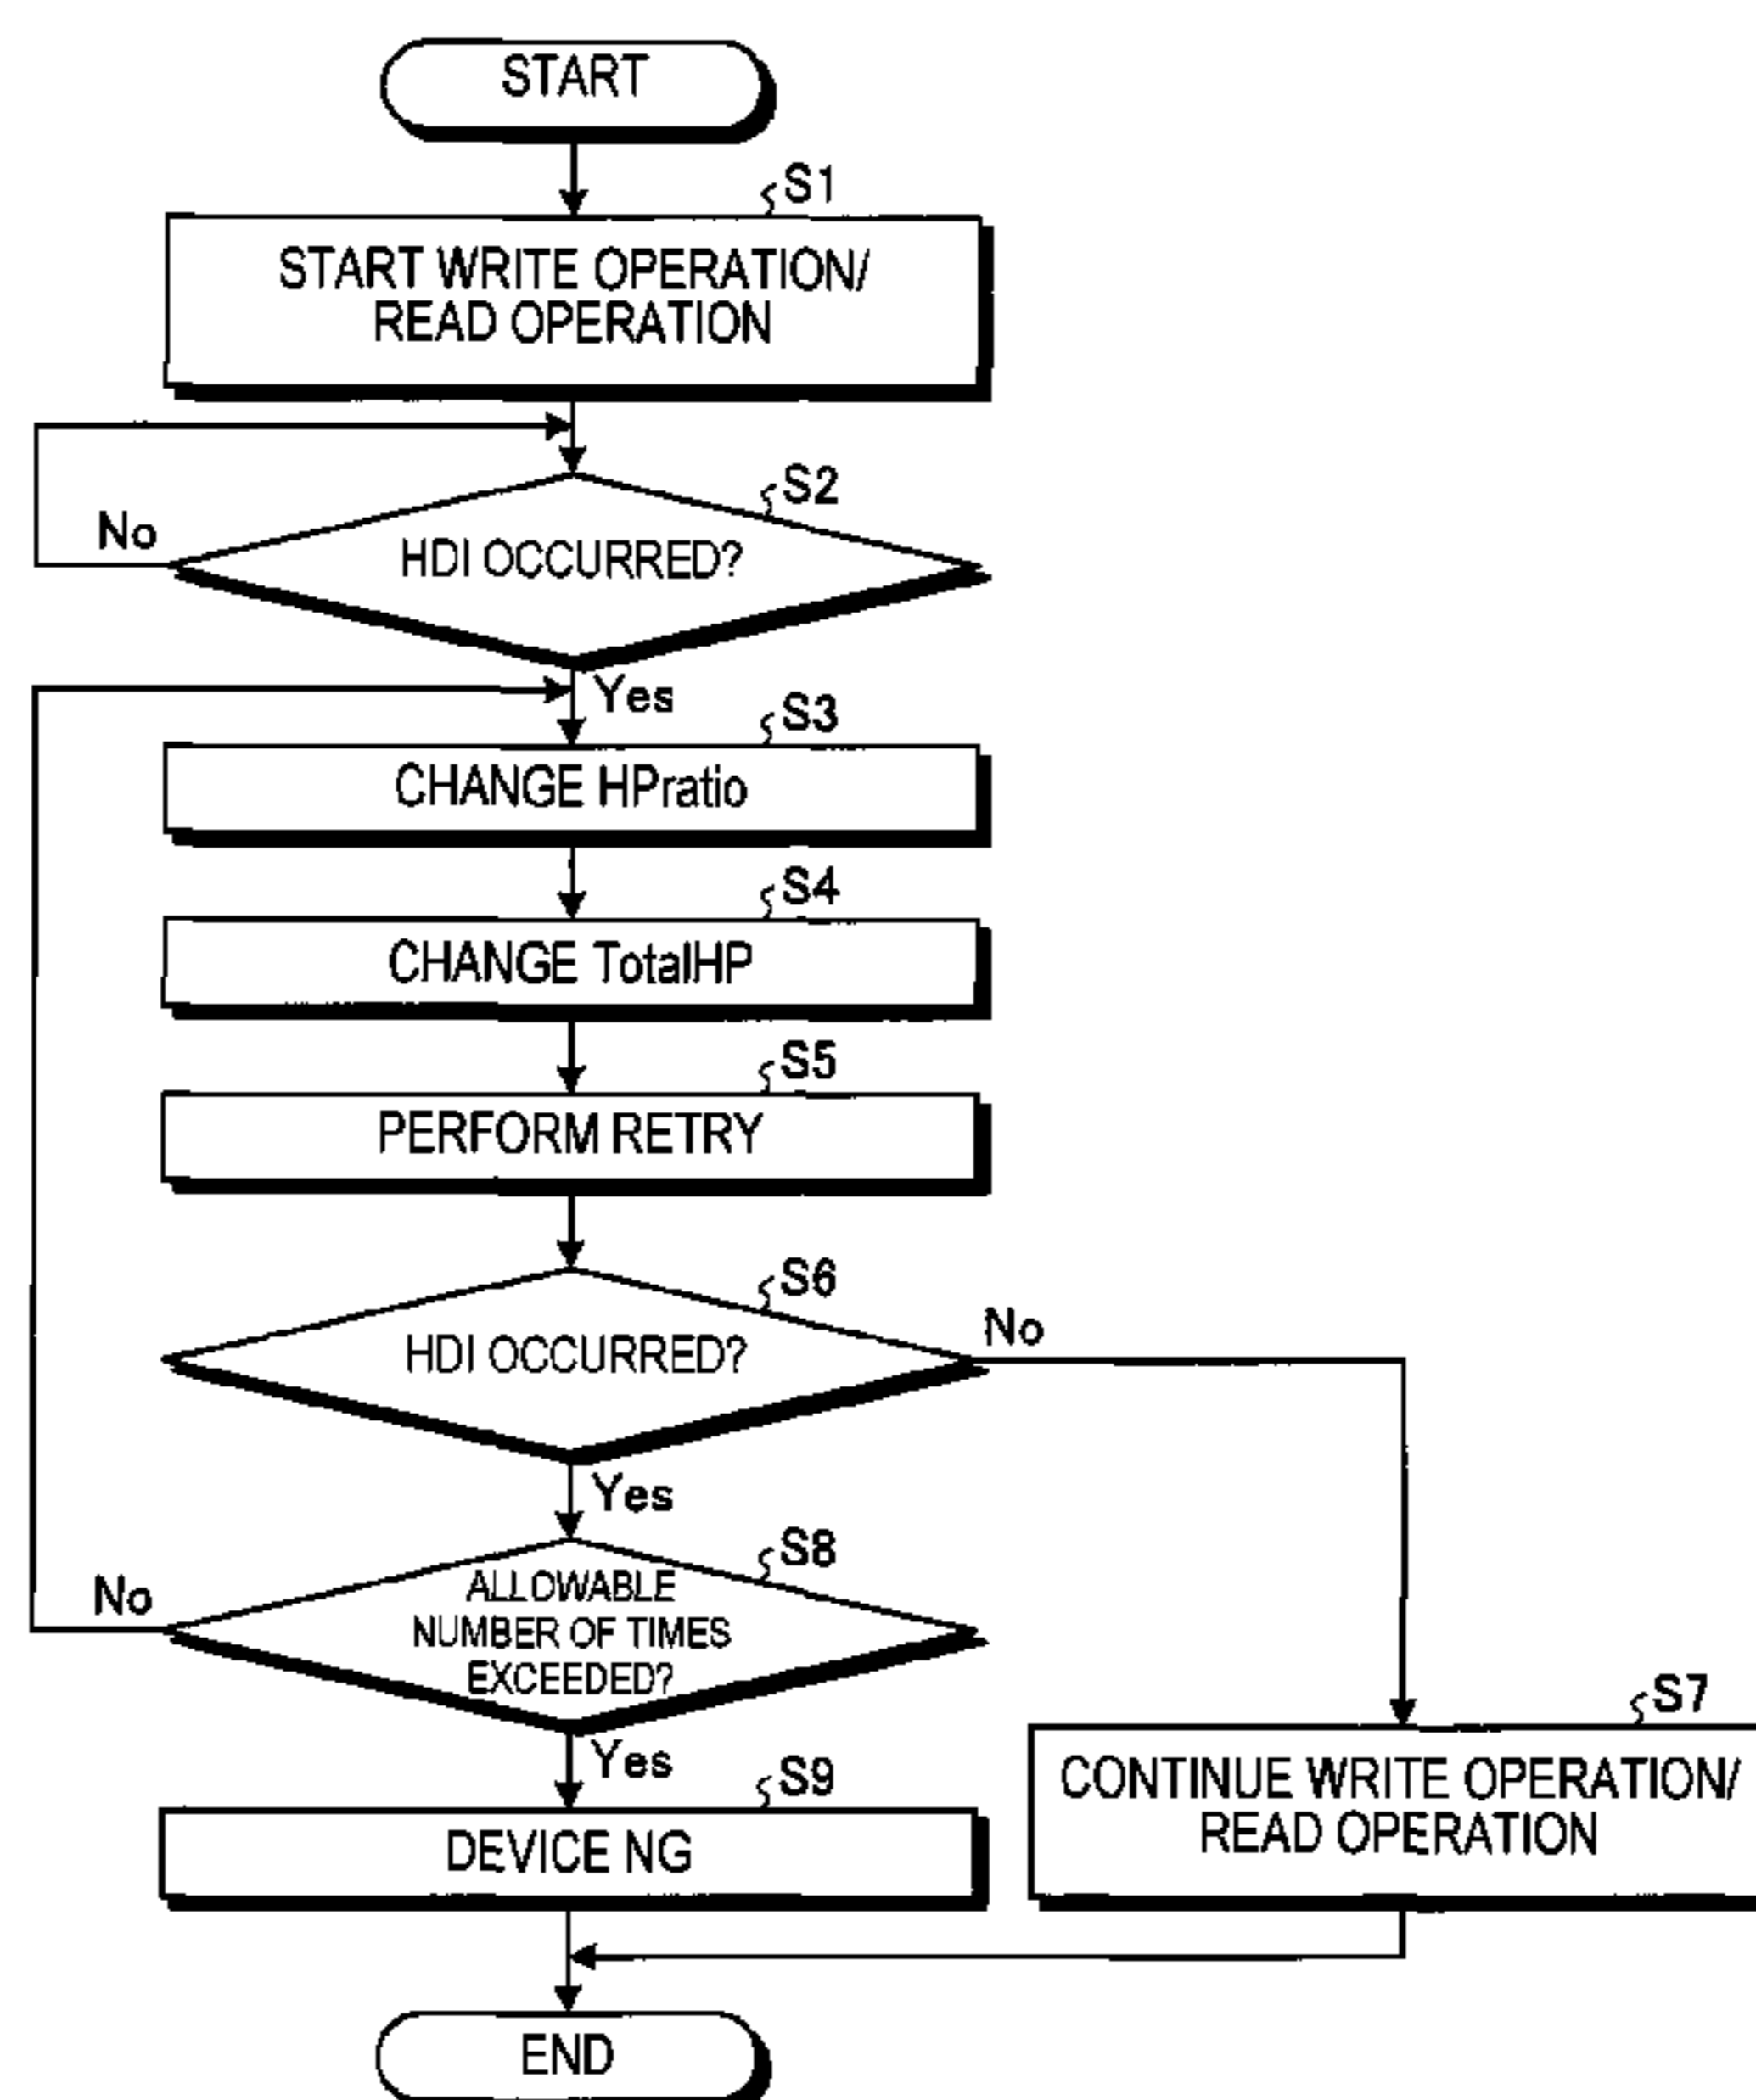 START
S1
START WRITE OPERATION/
READ OPERATION
S2
No
HDI OCCURRED?
Yes
S3
CHANGE HPratio
S4
CHANGE TotalHP
S5
PERFORM RETRY
S6
No
HDI OCCURRED?
Yes
S8
No
ALLOWABLE
NUMBER OF TIMES
EXCEEDED?
S7
Yes
S9
CONTINUE WRITE OPERATION/
READ OPERATION
DEVICE NG
END